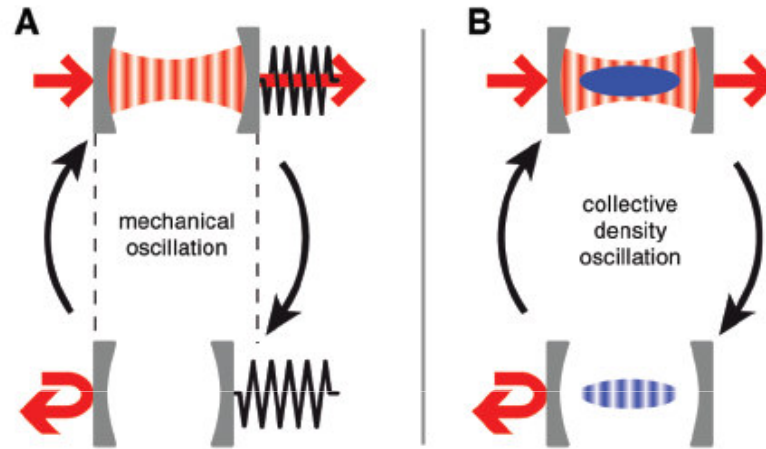 A
B
mechanical
oscillation
collective
density
oscillation